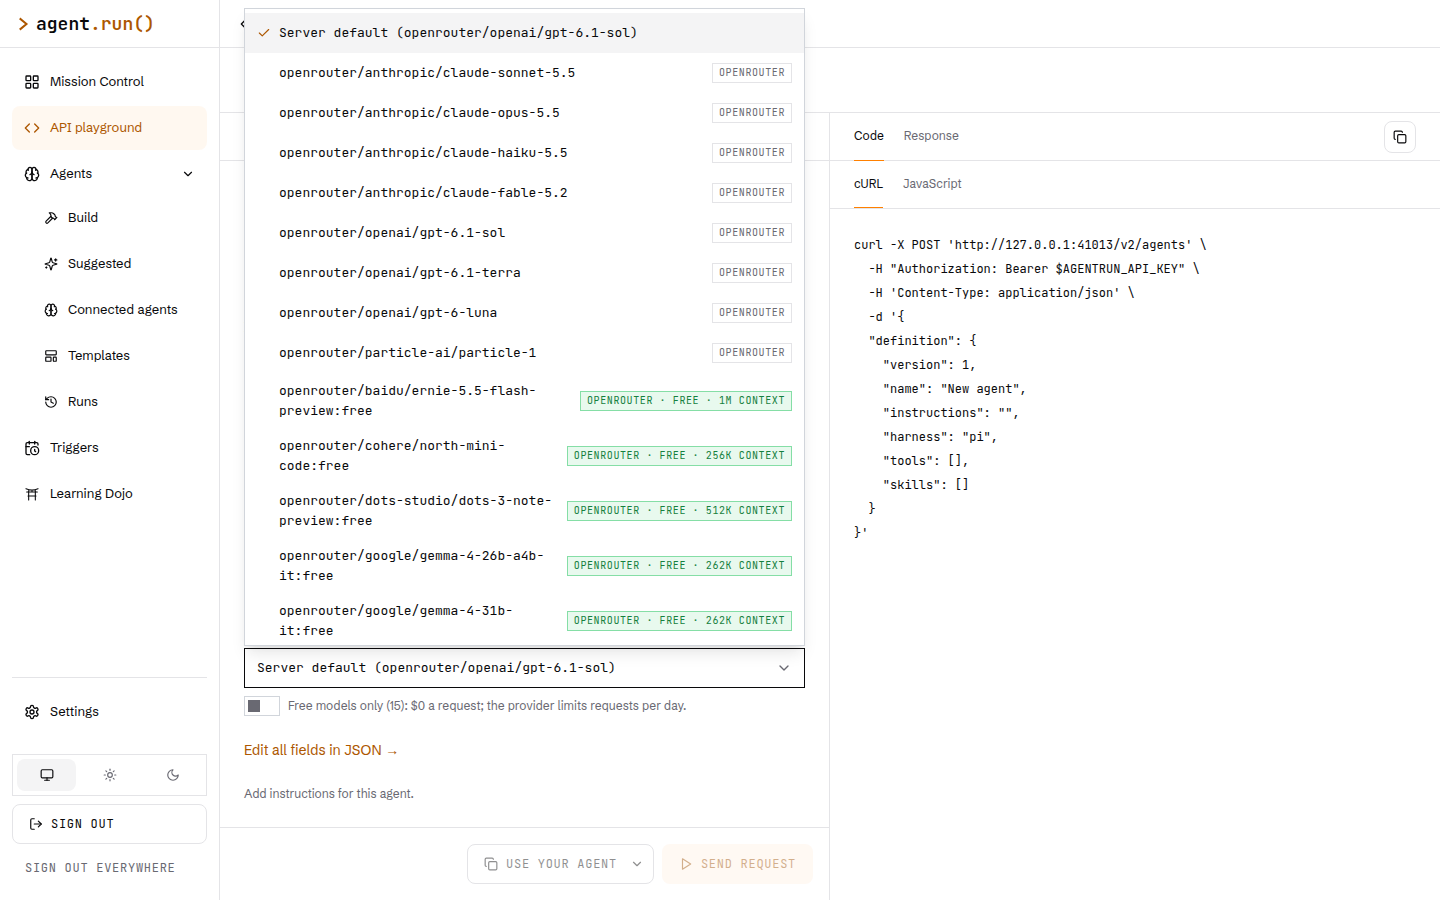 agent.run()
Mission Control
API playground
Agents
Build
Suggested
Connected agents
Templates
Runs
Triggers
Learning Dojo
Settings
SIGN OUT
SIGN OUT EVERYWHERE
Server default (openrouter/openai/gpt-6.1-sol)
openrouter/anthropic/claude-sonnet-5.5 OPENROUTER
openrouter/anthropic/claude-opus-5.5 OPENROUTER
openrouter/anthropic/claude-haiku-5.5 OPENROUTER
openrouter/anthropic/claude-fable-5.2 OPENROUTER
openrouter/openai/gpt-6.1-sol OPENROUTER
openrouter/openai/gpt-6.1-terra OPENROUTER
openrouter/openai/gpt-6-luna OPENROUTER
openrouter/particle-ai/particle-1 OPENROUTER
openrouter/baidu/ernie-5.5-flash-
preview:free OPENROUTER · FREE · 1M CONTEXT
openrouter/cohere/north-mini-
code:free OPENROUTER · FREE · 256K CONTEXT
openrouter/dots-studio/dots-3-note-
preview:free OPENROUTER · FREE · 512K CONTEXT
openrouter/google/gemma-4-26b-a4b-
it:free OPENROUTER · FREE · 262K CONTEXT
openrouter/google/gemma-4-31b-
it:free OPENROUTER · FREE · 262K CONTEXT
Server default (openrouter/openai/gpt-6.1-sol)
Free models only (15): $0 a request; the provider limits requests per day.
Edit all fields in JSON →
Add instructions for this agent.
USE YOUR AGENT
SEND REQUEST
Code Response
cURL JavaScript
curl -X POST 'http://127.0.0.1:41013/v2/agents' \
-H "Authorization: Bearer $AGENTRUN_API_KEY" \
-H 'Content-Type: application/json' \
-d '{
"definition": {
"version": 1,
"name": "New agent",
"instructions": "",
"harness": "pi",
"tools": [],
"skills": []
}
}'